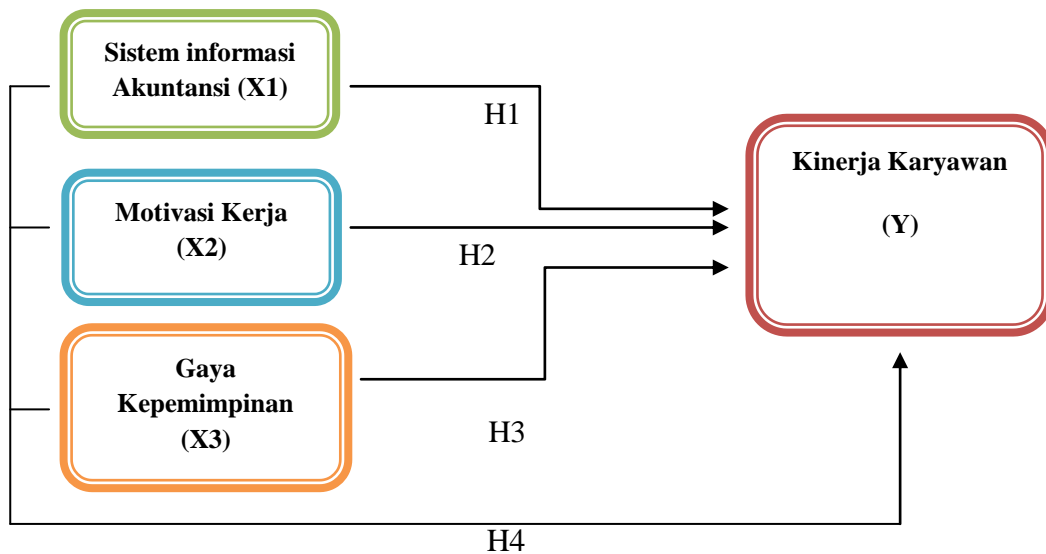 Sistem informasi
Akuntansi (X1)
H1
Motivasi Kerja
(X2)
H2
Gaya
Kepemimpinan
(X3)
H3
Kinerja Karyawan
(Y)
H4